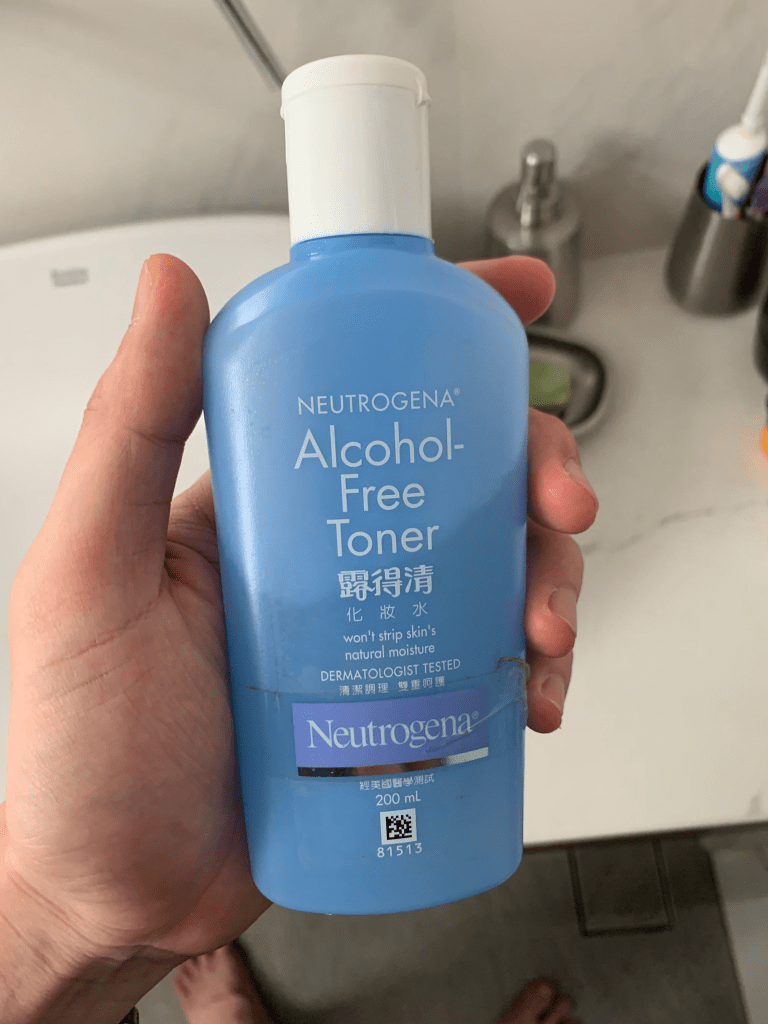 NEUTROGENA®
Alcohol-
Free
Toner
露得清
化妝水
won't strip skin's
natural moisture
DERMATOLOGIST TESTED
清潔調理 雙重呵護
Neutrogena®
經美國醫學測試
200 mL
81513